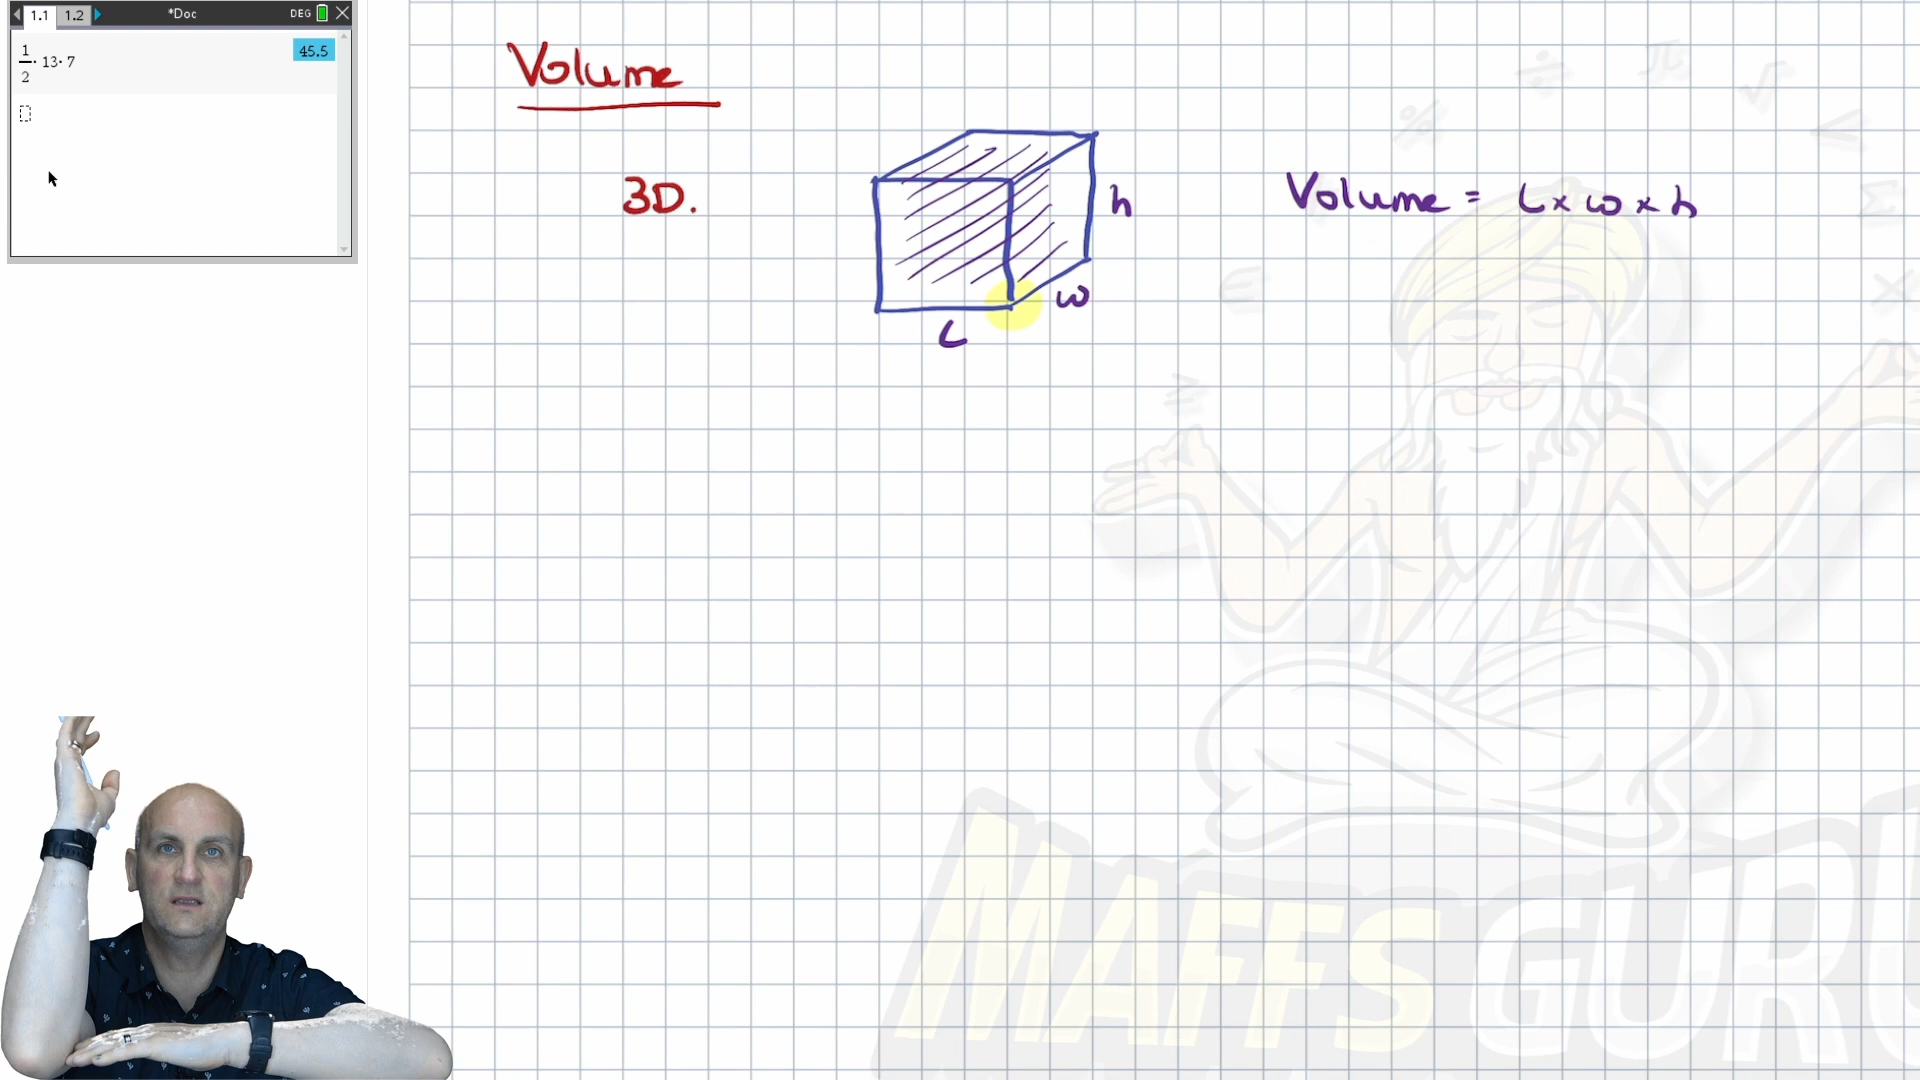 1.1 1.2 *Doc DEG
1/2 · 13 · 7 45.5
Volume
3D.
h
w
L
Volume = L x w x h
% ÷ π √ ∠
∈ Σ ×
≥
MAFFS GURU